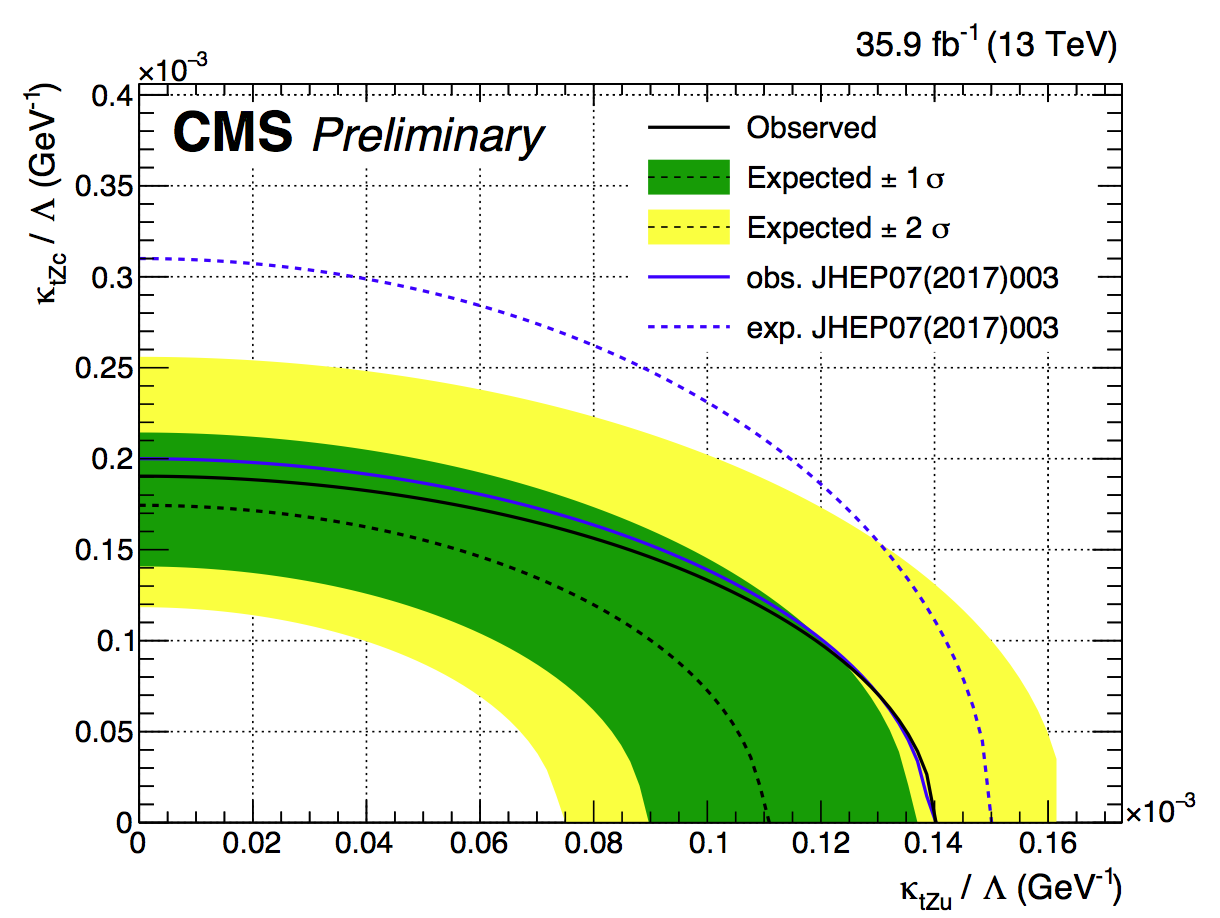 35.9 fb⁻¹ (13 TeV)
×10⁻³
κtZc / Λ (GeV⁻¹)
0.4
0.35
0.3
0.25
0.2
0.15
0.1
0.05
0
CMS Preliminary
Observed
Expected ± 1 σ
Expected ± 2 σ
obs. JHEP07(2017)003
exp. JHEP07(2017)003
0 0.02 0.04 0.06 0.08 0.1 0.12 0.14 0.16
×10⁻³
κtZu / Λ (GeV⁻¹)